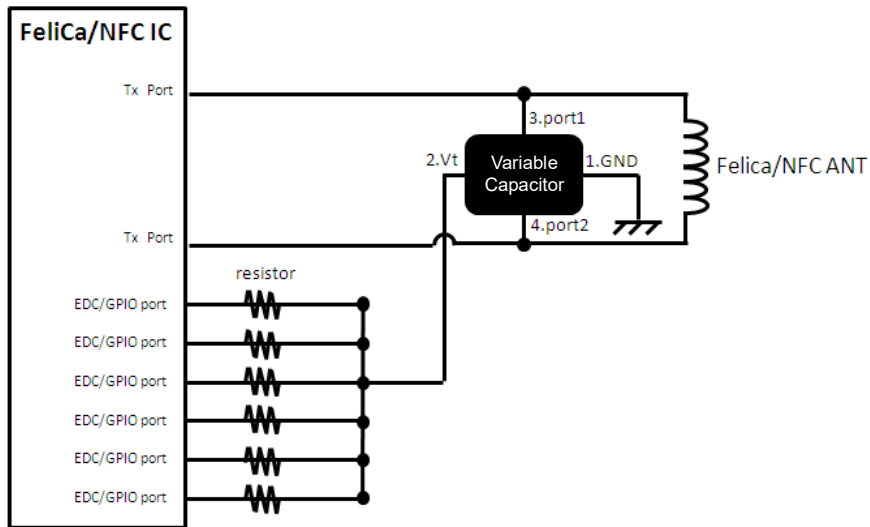 FeliCa/NFC IC
Tx Port
3.port1
2.Vt
Variable
Capacitor
1.GND
Felica/NFC ANT
4.port2
Tx Port
resistor
EDC/GPIO port
EDC/GPIO port
EDC/GPIO port
EDC/GPIO port
EDC/GPIO port
EDC/GPIO port